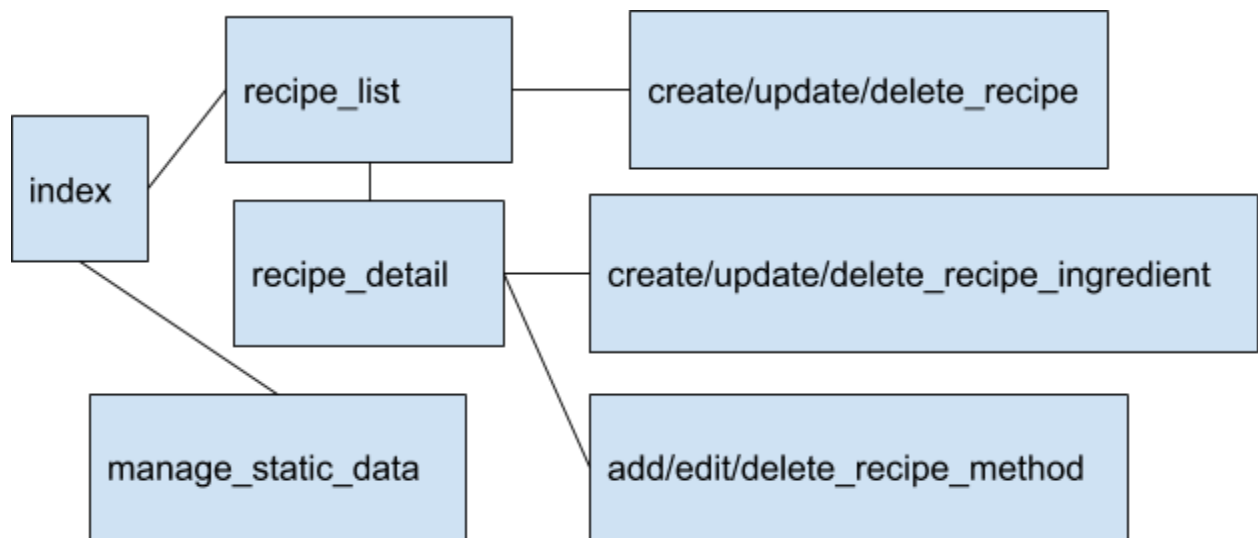 recipe_list
create/update/delete_recipe
index
recipe_detail
create/update/delete_recipe_ingredient
manage_static_data
add/edit/delete_recipe_method